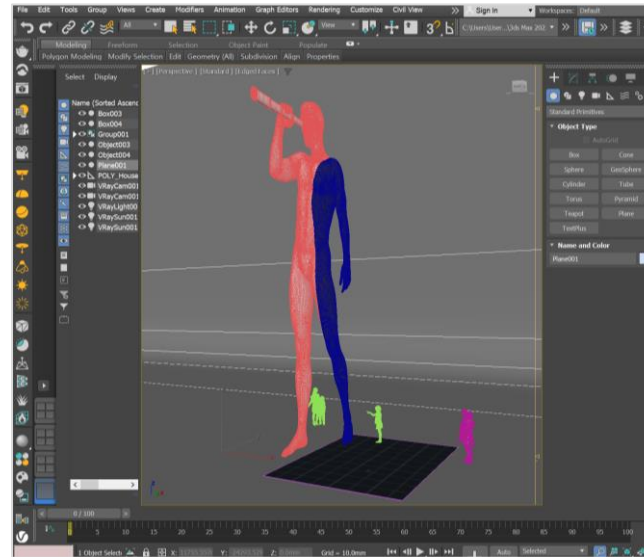 File Edit Tools Group Views Create Modifiers Animation Graph Editors Rendering Customize Civil View Sign In Workspaces: Default
All View 3
Modeling Freeform Selection Object Paint Populate
Polygon Modeling Modify Selection Edit Geometry (All) Subdivision Align Properties
Select Display
[+] [Perspective] [Standard] [Edged Faces]
Name (Sorted Ascend
Box003
Box004
Group001
Object003
Object004
Plane001
POLY_House
VRayCam001
VRayCam001
VRayLight00
VRaySun001
VRaySun001
Standard Primitives
Object Type
AutoGrid
Box Cone
Sphere GeoSphere
Cylinder Tube
Torus Pyramid
Teapot Plane
TextPlus
Name and Color
Plane001
0 / 100
0 5 10 15 20 25 30 35 40 45 50 55 60 65 70 75 80 85 90 95 100
1 Object Select X: Y: Z: Grid = 10,0mm Auto Selected